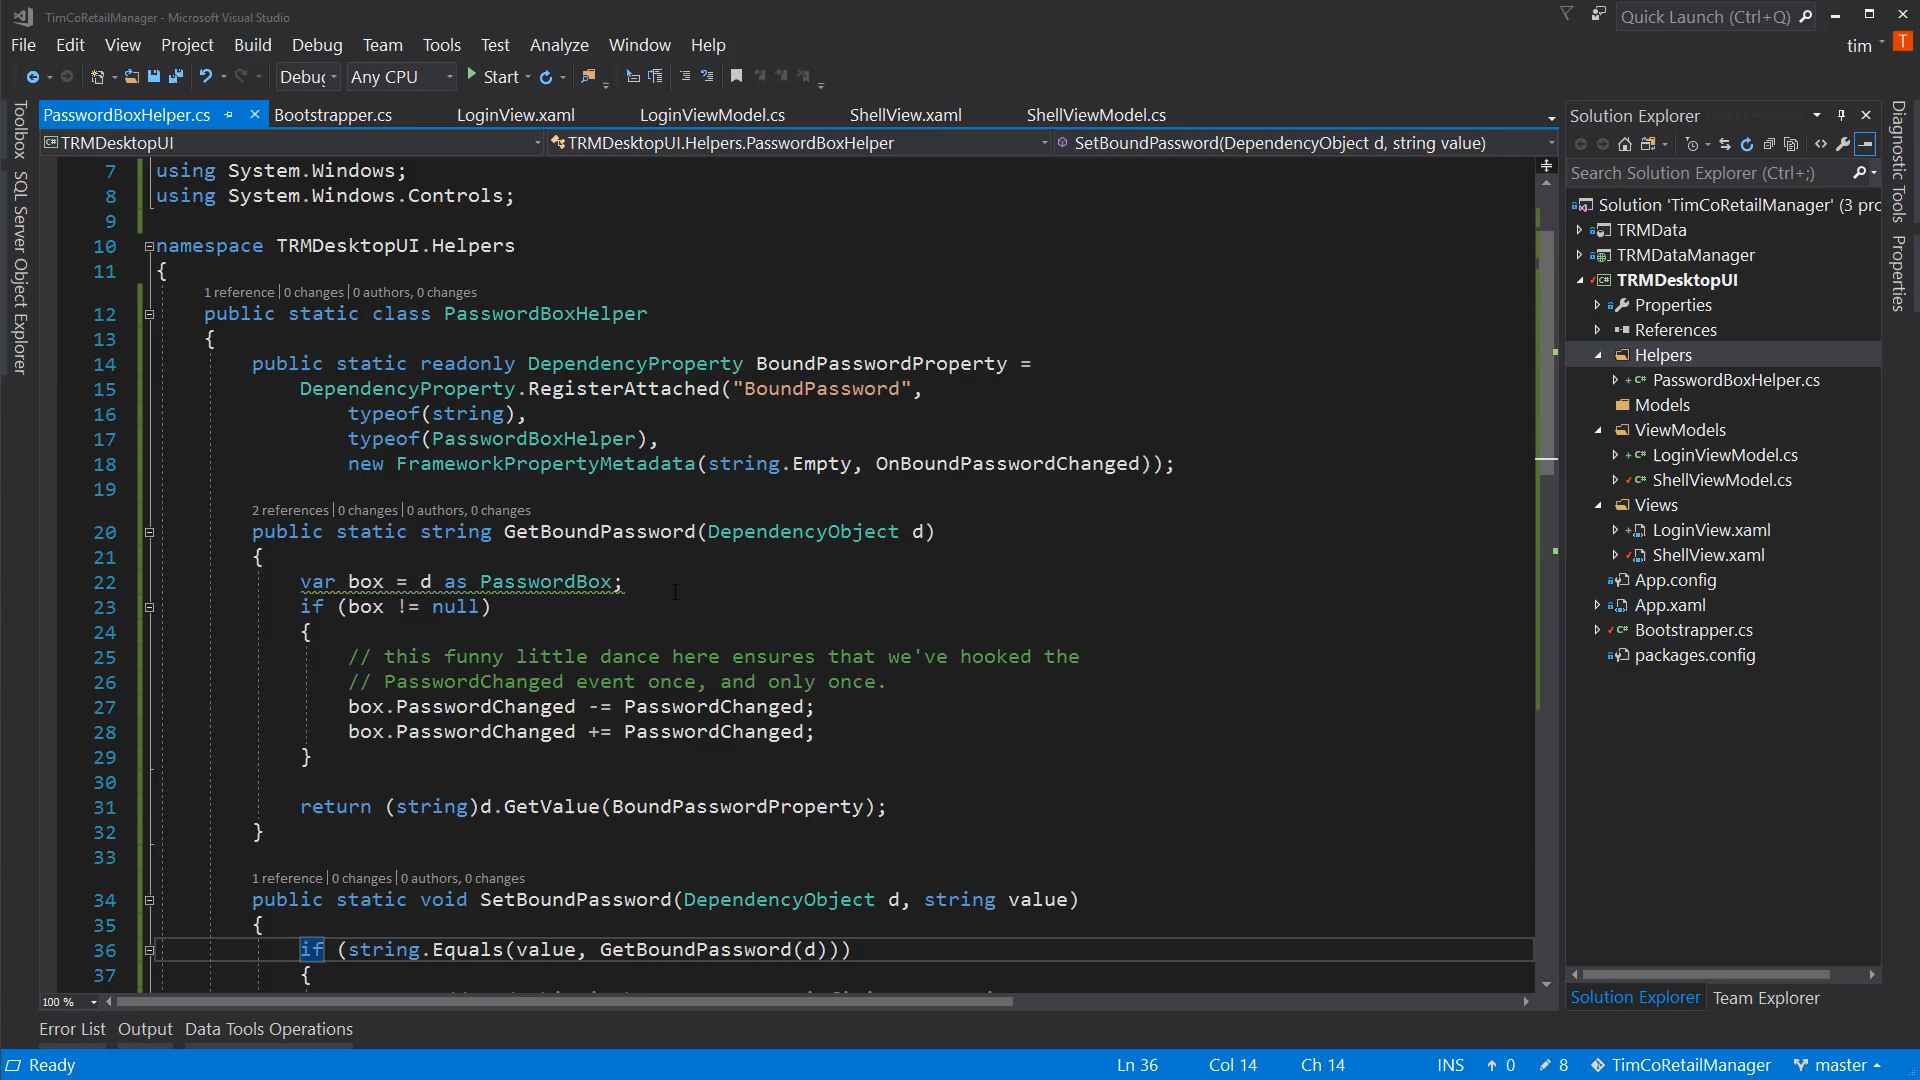 TimCoRetailManager - Microsoft Visual Studio
Quick Launch (Ctrl+Q)
File Edit View Project Build Debug Team Tools Test Analyze Window Help
tim T
Debug Any CPU Start
PasswordBoxHelper.cs Bootstrapper.cs LoginView.xaml LoginViewModel.cs ShellView.xaml ShellViewModel.cs
TRMDesktopUI TRMDesktopUI.Helpers.PasswordBoxHelper SetBoundPassword(DependencyObject d, string value)
7 using System.Windows;
8 using System.Windows.Controls;
9
10 namespace TRMDesktopUI.Helpers
11 {
1 reference | 0 changes | 0 authors, 0 changes
12 public static class PasswordBoxHelper
13 {
14 public static readonly DependencyProperty BoundPasswordProperty =
15 DependencyProperty.RegisterAttached("BoundPassword",
16 typeof(string),
17 typeof(PasswordBoxHelper),
18 new FrameworkPropertyMetadata(string.Empty, OnBoundPasswordChanged));
19
2 references | 0 changes | 0 authors, 0 changes
20 public static string GetBoundPassword(DependencyObject d)
21 {
22 var box = d as PasswordBox;
23 if (box != null)
24 {
25 // this funny little dance here ensures that we've hooked the
26 // PasswordChanged event once, and only once.
27 box.PasswordChanged -= PasswordChanged;
28 box.PasswordChanged += PasswordChanged;
29 }
30
31 return (string)d.GetValue(BoundPasswordProperty);
32 }
33
1 reference | 0 changes | 0 authors, 0 changes
34 public static void SetBoundPassword(DependencyObject d, string value)
35 {
36 if (string.Equals(value, GetBoundPassword(d)))
37 {
100 %
Error List Output Data Tools Operations
Ready Ln 36 Col 14 Ch 14 INS 0 8 TimCoRetailManager master
Toolbox
SQL Server Object Explorer
Solution Explorer
Search Solution Explorer (Ctrl+;)
Solution 'TimCoRetailManager' (3 pro
TRMData
TRMDataManager
TRMDesktopUI
Properties
References
Helpers
PasswordBoxHelper.cs
Models
ViewModels
LoginViewModel.cs
ShellViewModel.cs
Views
LoginView.xaml
ShellView.xaml
App.config
App.xaml
Bootstrapper.cs
packages.config
Solution Explorer Team Explorer
Diagnostic Tools
Properties